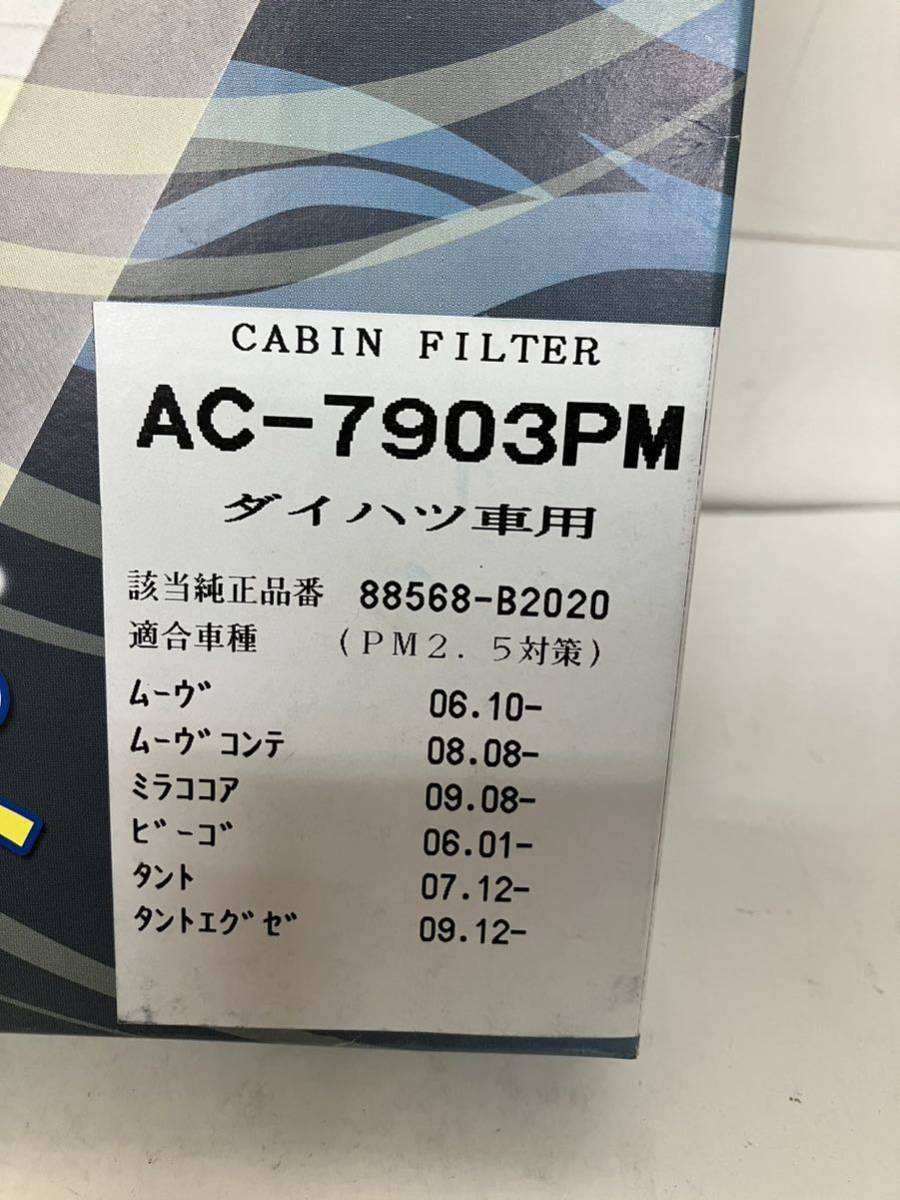 CABIN FILTER
AC-7903PM
ダイハツ車用
該当純正品番 88568-B2020
適合車種 (PM2.5対策)
ﾑｰｳﾞ 06.10-
ﾑｰｳﾞｺﾝﾃ 08.08-
ﾐﾗｺｺｱ 09.08-
ﾋﾞｰｺﾞ 06.01-
ﾀﾝﾄ 07.12-
ﾀﾝﾄｴｸﾞｾﾞ 09.12-